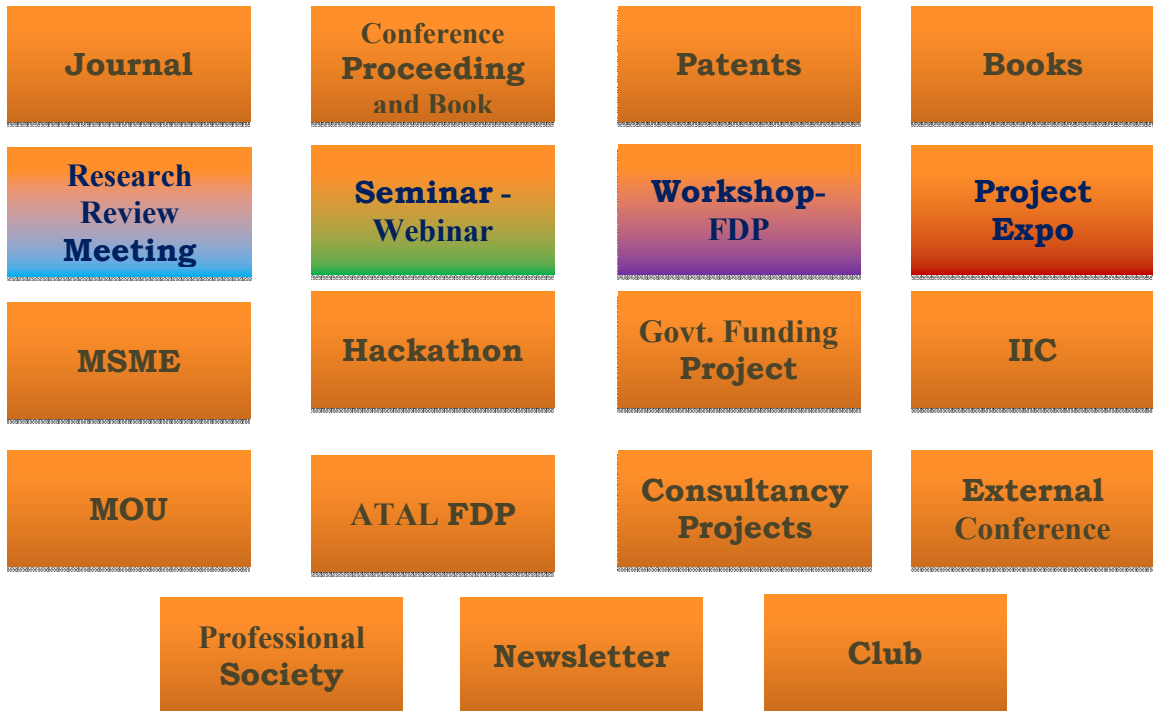 Journal
Conference
Proceeding
and Book
Patents
Books
Research
Review
Meeting
Seminar -
Webinar
Workshop-
FDP
Project
Expo
MSME
Hackathon
Govt. Funding
Project
IIC
MOU
ATAL FDP
Consultancy
Projects
External
Conference
Professional
Society
Newsletter
Club